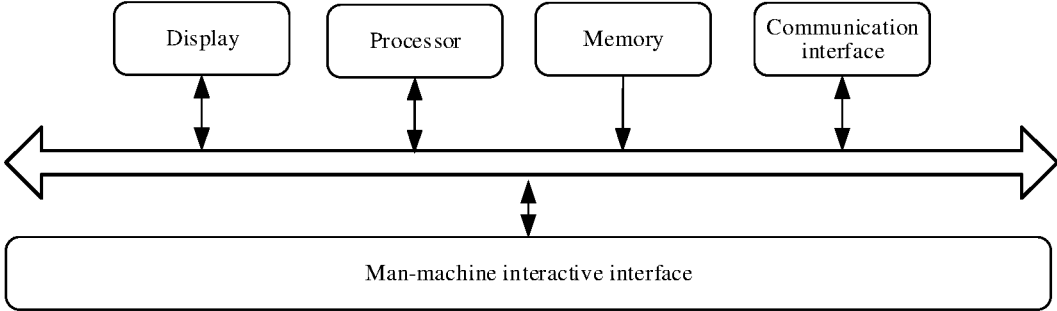 Display
Processor
Memory
Communication
interface
Man-machine interactive interface